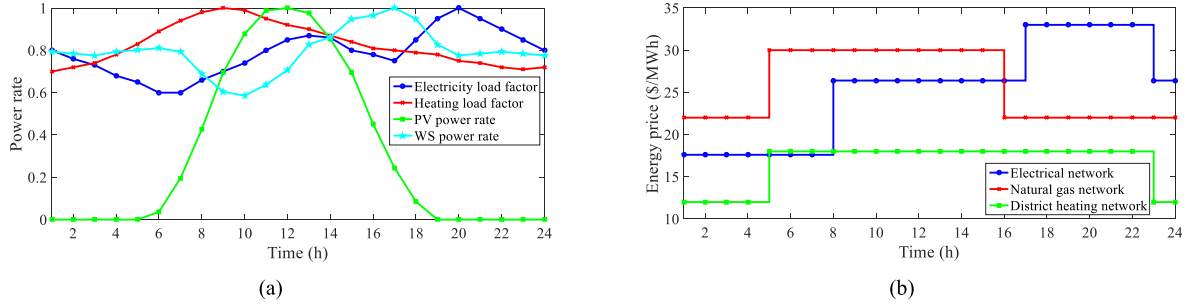 1
0.8
0.6
0.4
0.2
0
Power rate
Electricity load factor
Heating load factor
PV power rate
WS power rate
2 4 6 8 10 12 14 16 18 20 22 24
Time (h)
(a)
35
30
25
20
15
10
Energy price ($/MWh)
Electrical network
Natural gas network
District heating network
2 4 6 8 10 12 14 16 18 20 22 24
Time (h)
(b)